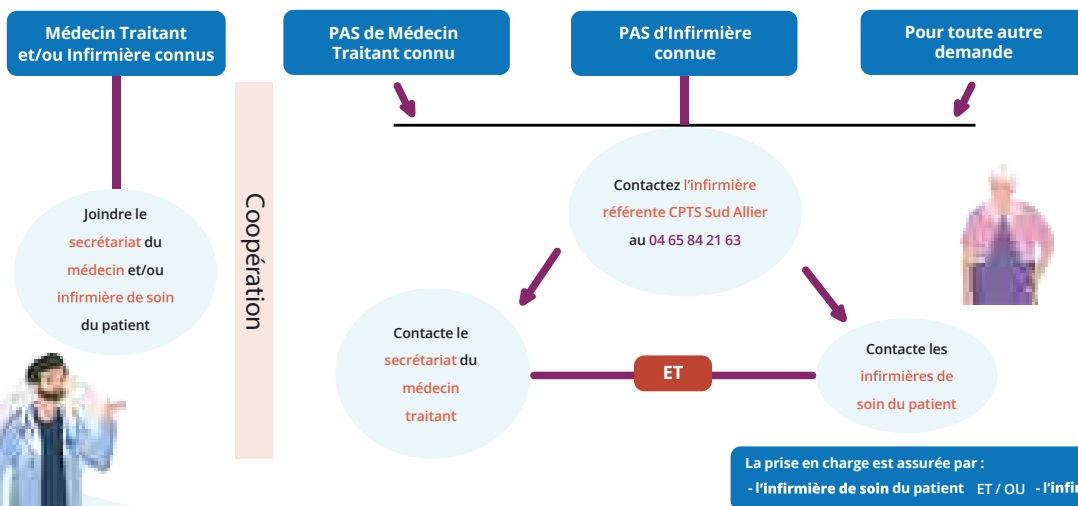 Médecin Traitant
et/ou Infirmière connus
PAS de Médecin
Traitant connu
PAS d'Infirmière
connue
Pour toute autre
demande
Joindre le
secrétariat du
médecin et/ou
infirmière de soin
du patient
Coopération
Contactez l'infirmière
référente CPTS Sud Allier
au 04 65 84 21 63
Contacte le
secrétariat du
médecin
traitant
ET
Contacte les
infirmières de
soin du patient
La prise en charge est assurée par :
- l'infirmière de soin du patient ET / OU - l'infir